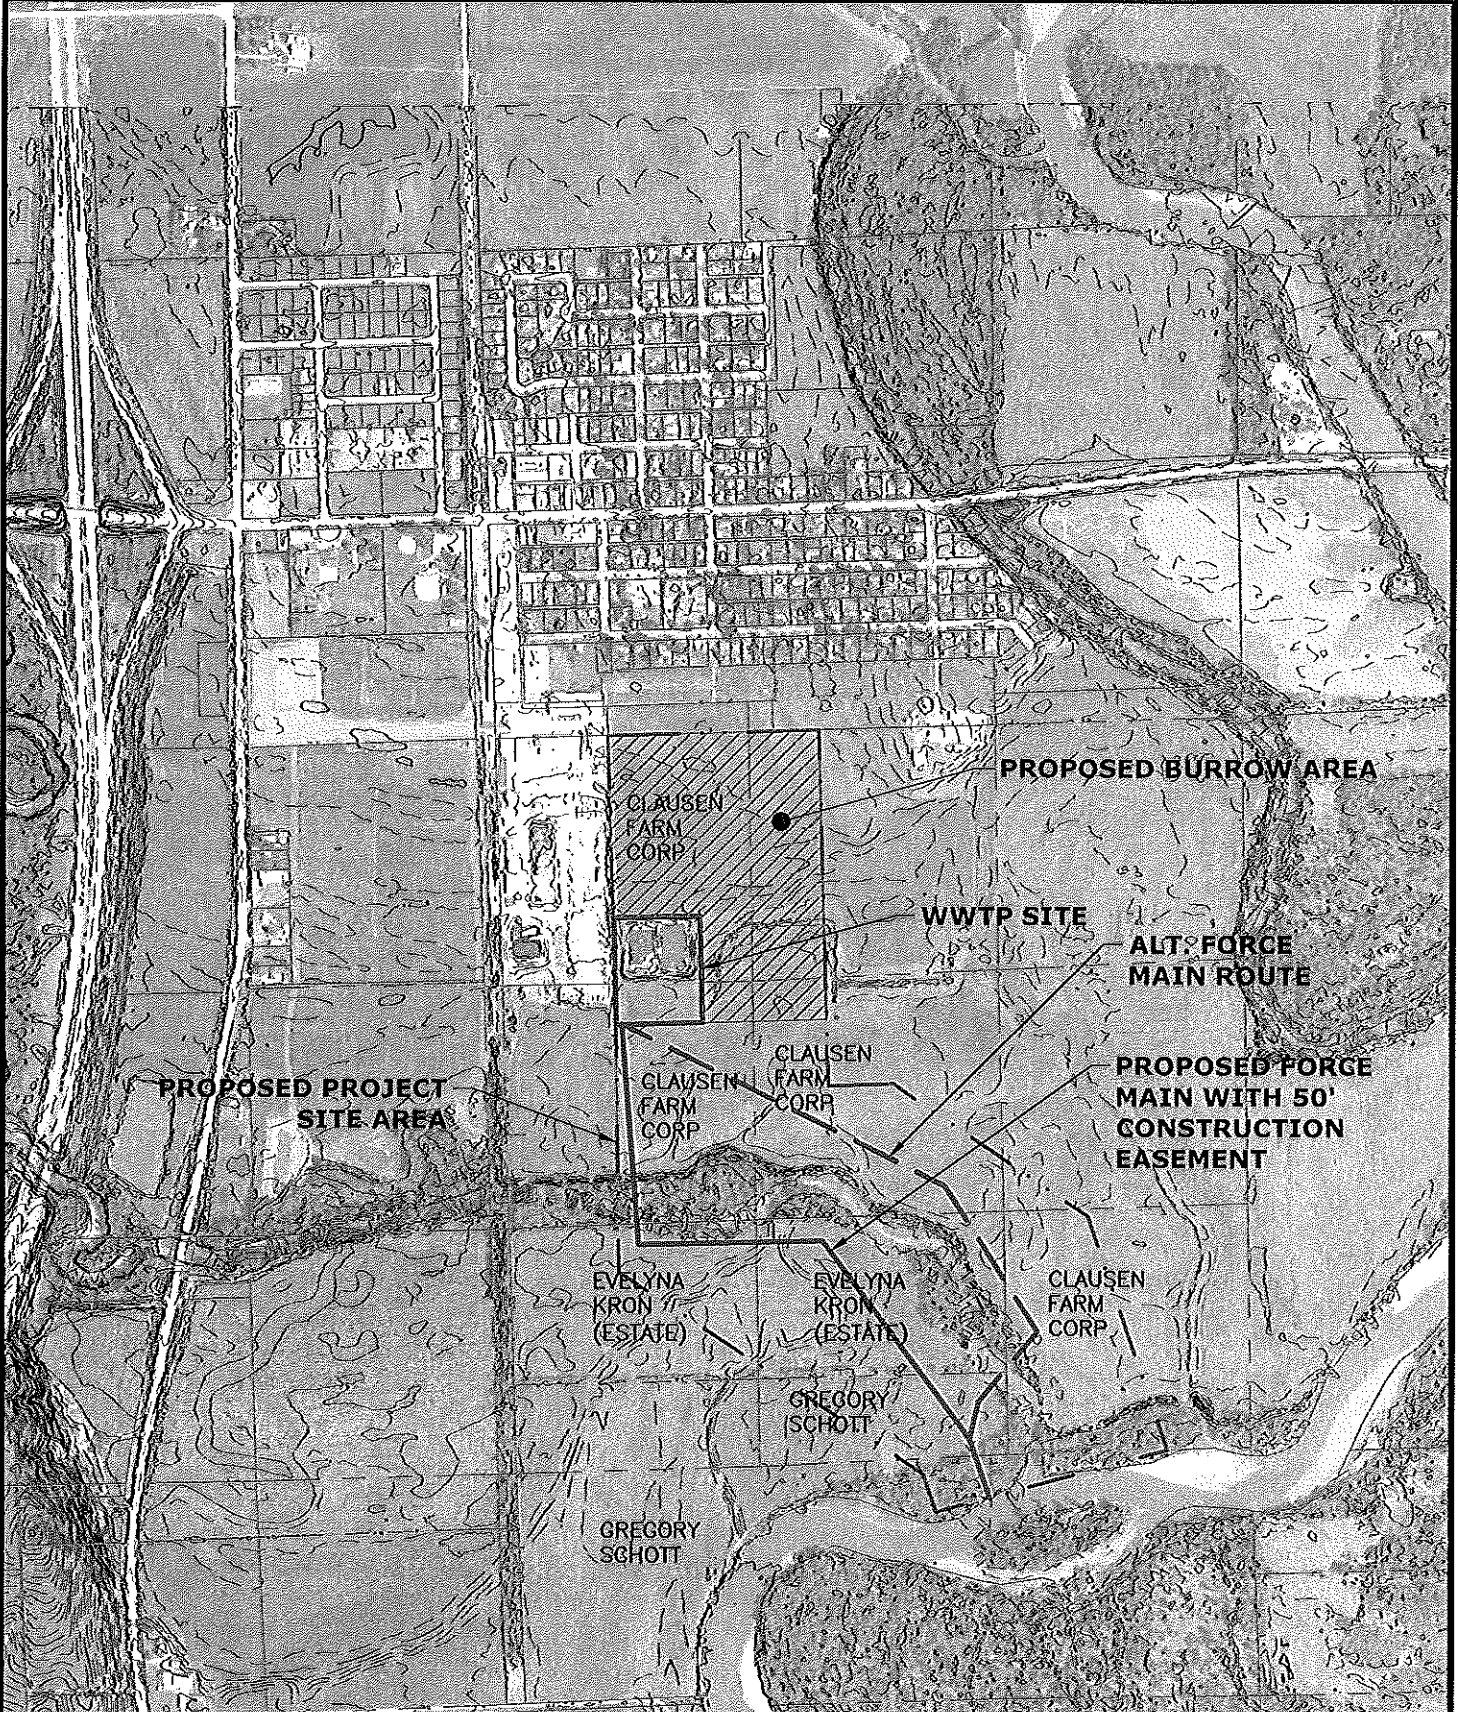 PROPOSED BURROW AREA
CLAUSEN
FARM
CORP
WWTP SITE
ALT. FORCE
MAIN ROUTE
CLAUSEN
FARM
CORP
PROPOSED FORCE
MAIN WITH 50'
CONSTRUCTION
EASEMENT
PROPOSED PROJECT
SITE AREA
CLAUSEN
FARM
CORP
EVELYNA
KRON
(ESTATE)
EVELYNA
KRON
(ESTATE)
CLAUSEN
FARM
CORP
GREGORY
SCHOTT
GREGORY
SCHOTT